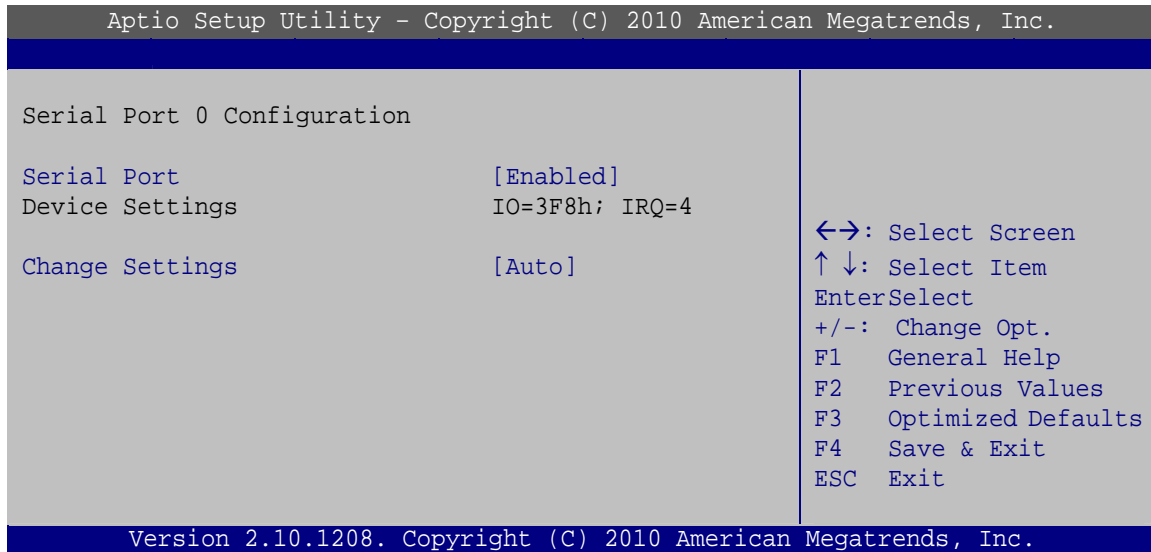 Aptio Setup Utility – Copyright (C) 2010 American Megatrends, Inc.
Serial Port 0 Configuration
Serial Port [Enabled]
Device Settings IO=3F8h; IRQ=4
Change Settings [Auto]
←→: Select Screen
↑ ↓: Select Item
EnterSelect
+/-: Change Opt.
F1 General Help
F2 Previous Values
F3 Optimized Defaults
F4 Save & Exit
ESC Exit
Version 2.10.1208. Copyright (C) 2010 American Megatrends, Inc.